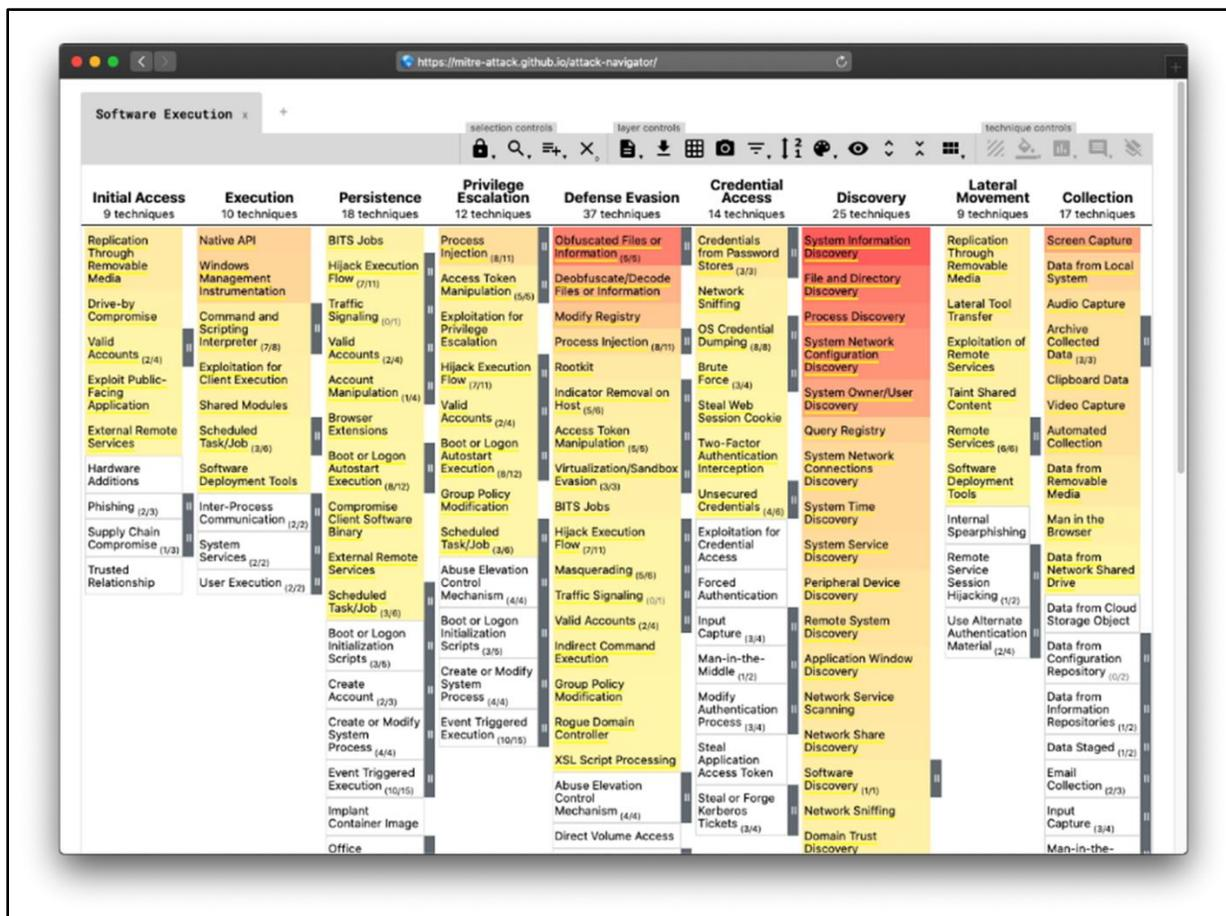 https://mitre-attack.github.io/attack-navigator/
Software Execution x
+
selection controls
layer controls
technique controls
Initial Access
9 techniques
Replication
Through
Removable
Media
Drive-by
Compromise
Valid
Accounts (2/4)
Exploit Public-
Facing
Application
External Remote
Services
Hardware
Additions
Phishing (2/3)
Supply Chain
Compromise (1/3)
Trusted
Relationship
Execution
10 techniques
Native API
Windows
Management
Instrumentation
Command and
Scripting
Interpreter (7/8)
Exploitation for
Client Execution
Shared Modules
Scheduled
Task/Job (3/6)
Software
Deployment Tools
Inter-Process
Communication (2/2)
System
Services (2/2)
User Execution (2/2)
Persistence
18 techniques
BITS Jobs
Hijack Execution
Flow (7/11)
Traffic
Signaling (0/1)
Valid
Accounts (2/4)
Account
Manipulation (1/4)
Browser
Extensions
Boot or Logon
Autostart
Execution (8/12)
Compromise
Client Software
Binary
External Remote
Services
Scheduled
Task/Job (3/6)
Boot or Logon
Initialization
Scripts (3/5)
Create
Account (2/3)
Create or Modify
System
Process (4/4)
Event Triggered
Execution (10/15)
Implant
Container Image
Office
Privilege
Escalation
12 techniques
Process
Injection (8/11)
Access Token
Manipulation (5/5)
Exploitation for
Privilege
Escalation
Hijack Execution
Flow (7/11)
Valid
Accounts (2/4)
Boot or Logon
Autostart
Execution (8/12)
Group Policy
Modification
Scheduled
Task/Job (3/6)
Abuse Elevation
Control
Mechanism (4/4)
Boot or Logon
Initialization
Scripts (3/5)
Create or Modify
System
Process (4/4)
Event Triggered
Execution (10/15)
Defense Evasion
37 techniques
Obfuscated Files or
Information (5/5)
Deobfuscate/Decode
Files or Information
Modify Registry
Process Injection (8/11)
Rootkit
Indicator Removal on
Host (5/6)
Access Token
Manipulation (5/5)
Virtualization/Sandbox
Evasion (3/3)
BITS Jobs
Hijack Execution
Flow (7/11)
Masquerading (5/6)
Traffic Signaling (0/1)
Valid Accounts (2/4)
Indirect Command
Execution
Group Policy
Modification
Rogue Domain
Controller
XSL Script Processing
Abuse Elevation
Control
Mechanism (4/4)
Direct Volume Access
Credential
Access
14 techniques
Credentials
from Password
Stores (3/3)
Network
Sniffing
OS Credential
Dumping (8/8)
Brute
Force (3/4)
Steal Web
Session Cookie
Two-Factor
Authentication
Interception
Unsecured
Credentials (4/6)
Exploitation for
Credential
Access
Forced
Authentication
Input
Capture (3/4)
Man-in-the-
Middle (1/2)
Modify
Authentication
Process (3/4)
Steal
Application
Access Token
Steal or Forge
Kerberos
Tickets (3/4)
Discovery
25 techniques
System Information
Discovery
File and Directory
Discovery
Process Discovery
System Network
Configuration
Discovery
System Owner/User
Discovery
Query Registry
System Network
Connections
Discovery
System Time
Discovery
System Service
Discovery
Peripheral Device
Discovery
Remote System
Discovery
Application Window
Discovery
Network Service
Scanning
Network Share
Discovery
Software
Discovery (1/1)
Network Sniffing
Domain Trust
Discovery
Lateral
Movement
9 techniques
Replication
Through
Removable
Media
Lateral Tool
Transfer
Exploitation of
Remote
Services
Taint Shared
Content
Remote
Services (6/6)
Software
Deployment
Tools
Internal
Spearphishing
Remote
Service
Session
Hijacking (1/2)
Use Alternate
Authentication
Material (2/4)
Collection
17 techniques
Screen Capture
Data from Local
System
Audio Capture
Archive
Collected
Data (3/3)
Clipboard Data
Video Capture
Automated
Collection
Data from
Removable
Media
Man in the
Browser
Data from
Network Shared
Drive
Data from Cloud
Storage Object
Data from
Configuration
Repository (0/2)
Data from
Information
Repositories (1/2)
Data Staged (1/2)
Email
Collection (2/3)
Input
Capture (3/4)
Man-in-the-